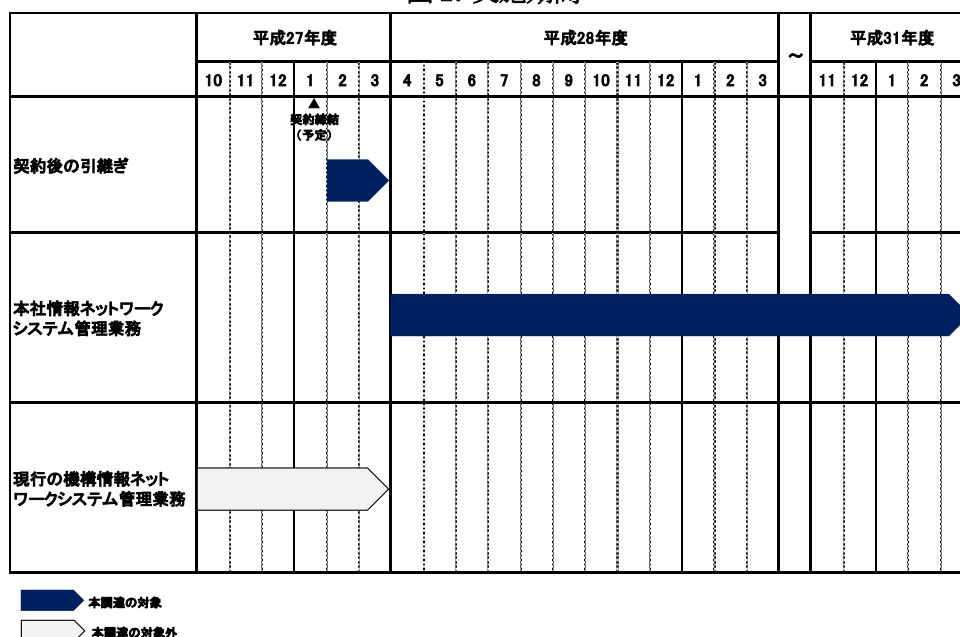 平成27年度 平成28年度 ~ 平成31年度
10 11 12 1 2 3 4 5 6 7 8 9 10 11 12 1 2 3 11 12 1 2 3
▲
契約締結
(予定)
契約後の引継ぎ
本社情報ネットワーク
システム管理業務
現行の機構情報ネット
ワークシステム管理業務
本調達の対象
本調達の対象外